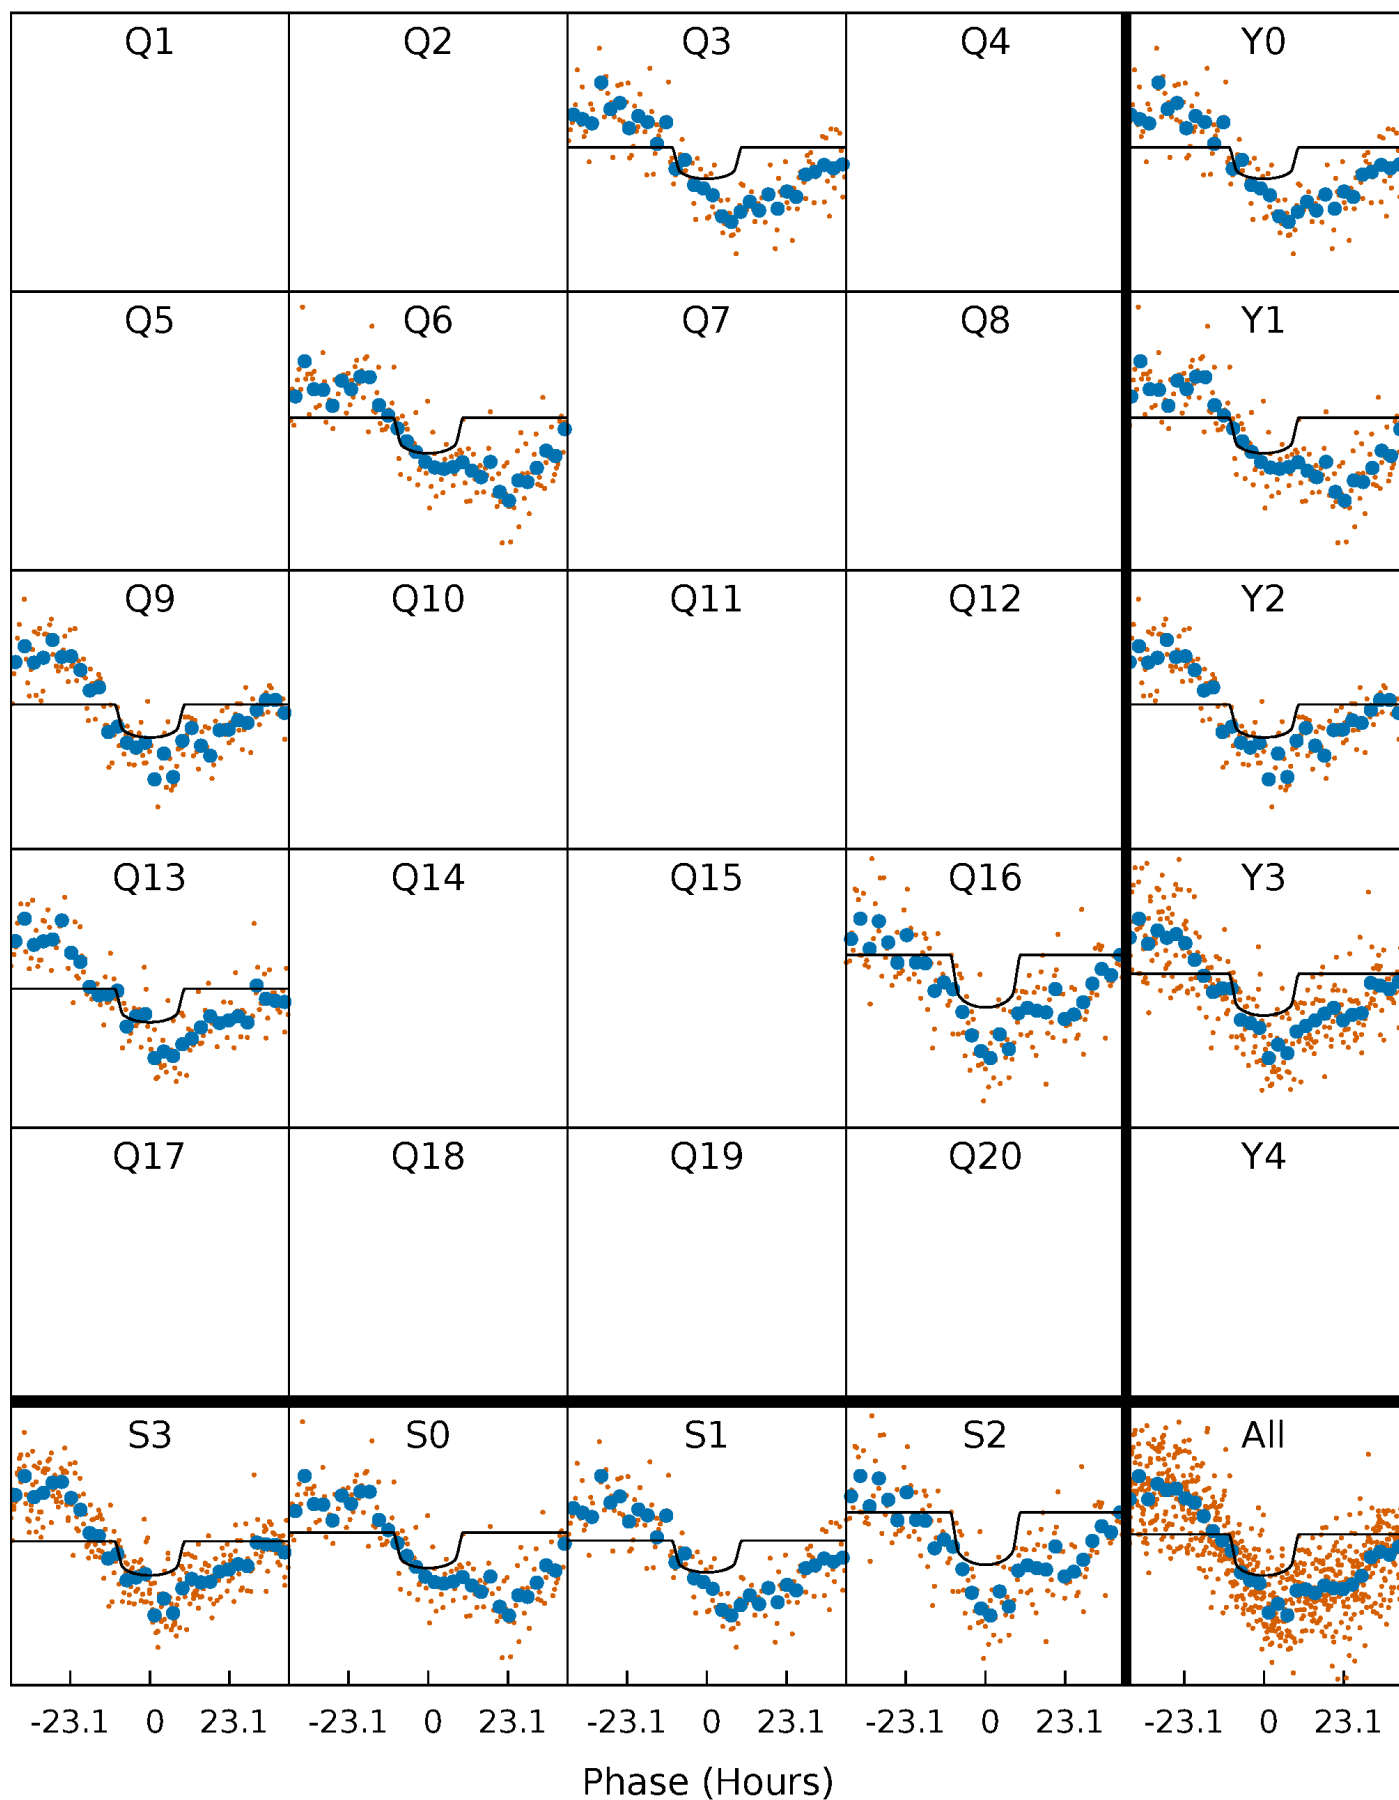 Q1 Q2 Q3 Q4 Y0
Q5 Q6 Q7 Q8 Y1
Q9 Q10 Q11 Q12 Y2
Q13 Q14 Q15 Q16 Y3
Q17 Q18 Q19 Q20 Y4
S3 S0 S1 S2 All
-23.1 0 23.1 -23.1 0 23.1 -23.1 0 23.1 -23.1 0 23.1 -23.1 0 23.1
Phase (Hours)